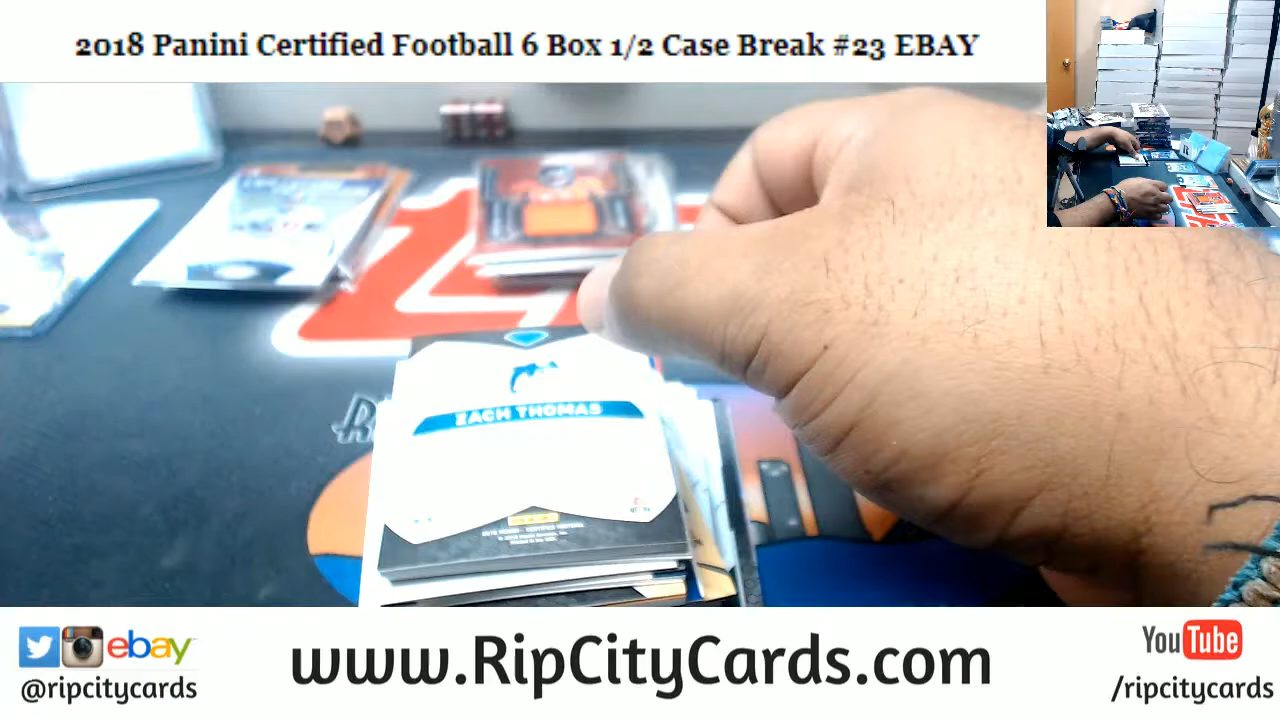 2018 Panini Certified Football 6 Box 1/2 Case Break #23 EBAY
ZACH THOMAS
ebay
@ripcitycards
www.RipCityCards.com
YouTube
/ripcitycards